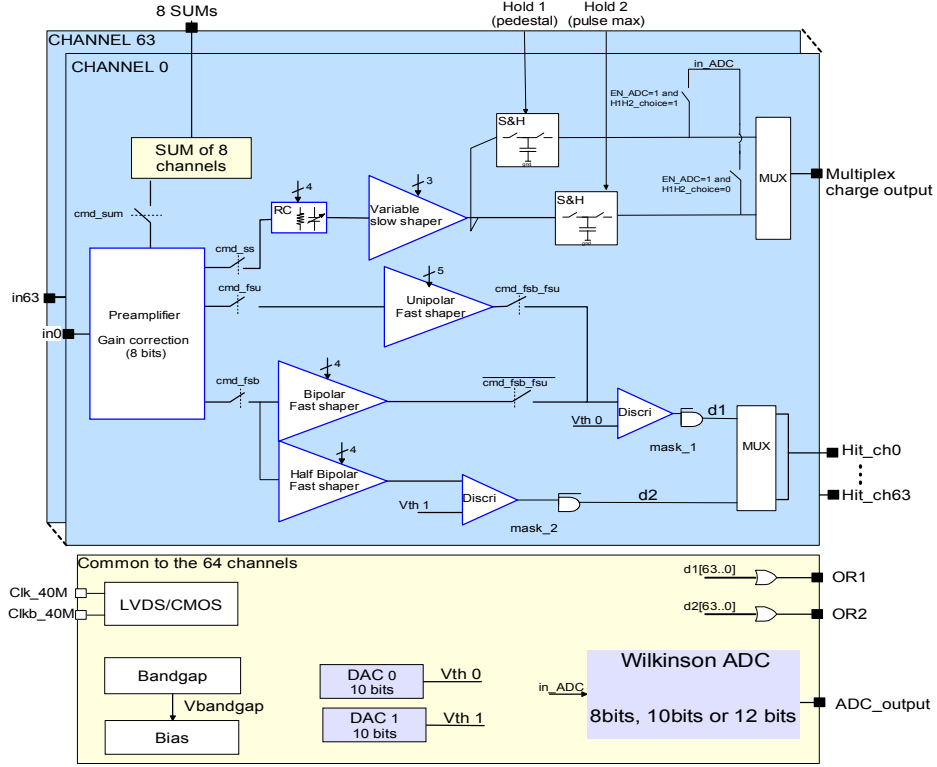 8 SUMs
Hold 1
(pedestal)
Hold 2
(pulse max)
CHANNEL 63
CHANNEL 0
in_ADC
EN_ADC=1 and
H1H2_choice=1
S&H
gnd
SUM of 8
channels
MUX
Multiplex
charge output
EN_ADC=1 and
H1H2_choice=0
4
3
RC
Variable
slow shaper
S&H
gnd
cmd_sum
cmd_ss
in63
cmd_fsu
5
Unipolar
Fast shaper
cmd_fsb_fsu
in0
Preamplifier
Gain correction
(8 bits)
4
cmd_fsb
Bipolar
Fast shaper
cmd_fsb_fsu
Discri
d1
Vth 0
mask_1
MUX
Hit_ch0
4
Half Bipolar
Fast shaper
Discri
Vth 1
d2
mask_2
Hit_ch63
Common to the 64 channels
d1[63..0]
OR1
Clk_40M
Clkb_40M
LVDS/CMOS
d2[63..0]
OR2
Bandgap
Vbandgap
Bias
DAC 0
10 bits
Vth 0
DAC 1
10 bits
Vth 1
in_ADC
Wilkinson ADC
8bits, 10bits or 12 bits
ADC_output